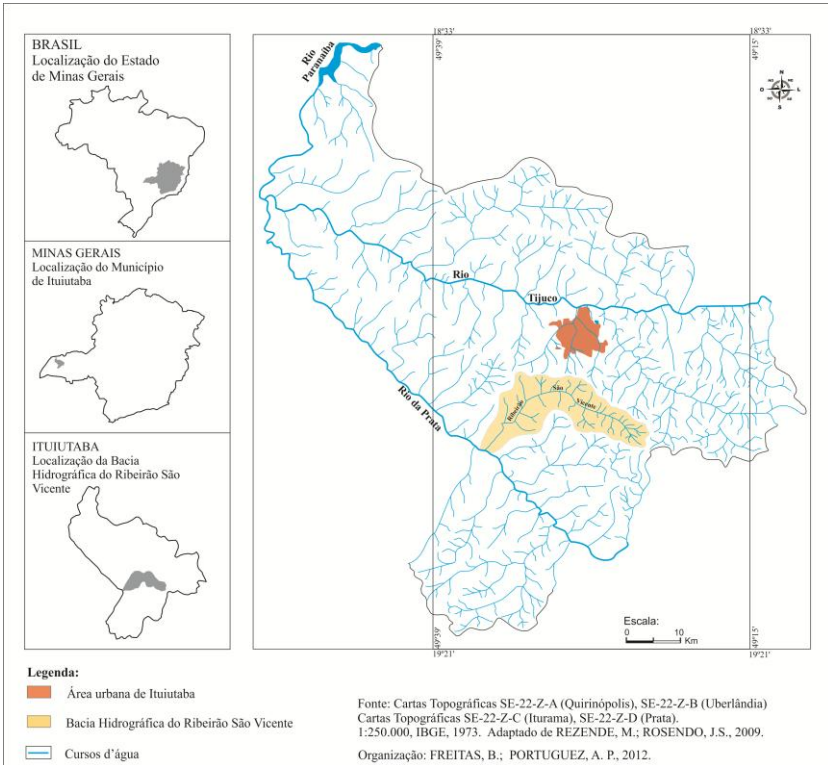 BRASIL
Localização do Estado
de Minas Gerais
MINAS GERAIS
Localização do Município
de Ituiutaba
ITUIUTABA
Localização da Bacia
Hidrográfica do Ribeirão São
Vicente
18°33'
18°33'
49°39'
49°15'
Rio
Paranaíba
N
O
L
S
Rio
Tijuco
Rio da Prata
Ribeirão
São
Vicente
Escala:
0 10
Km
49°39'
49°15'
19°21'
19°21'
Legenda:
Área urbana de Ituiutaba
Bacia Hidrográfica do Ribeirão São Vicente
Cursos d'água
Fonte: Cartas Topográficas SE-22-Z-A (Quirinópolis), SE-22-Z-B (Uberlândia)
Cartas Topográficas SE-22-Z-C (Iturama), SE-22-Z-D (Prata).
1:250.000, IBGE, 1973. Adaptado de REZENDE, M.; ROSENDO, J.S., 2009.
Organização: FREITAS, B.; PORTUGUEZ, A. P., 2012.